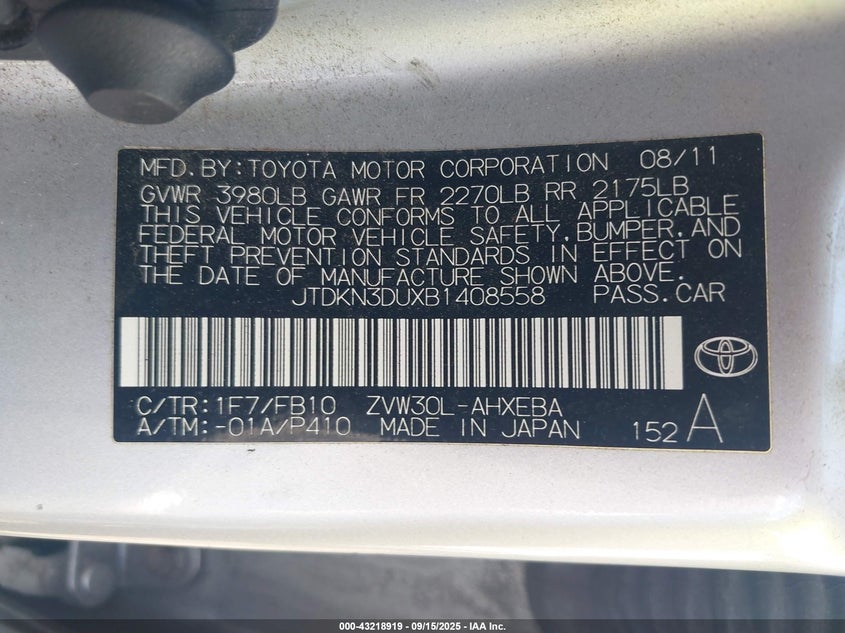 MFD.BY:TOYOTA MOTOR CORPORATION 08/11
GVWR 3980LB GAWR FR 2270LB RR 2175LB
THIS VEHICLE CONFORMS TO ALL APPLICABLE
FEDERAL MOTOR VEHICLE SAFETY,BUMPER,AND
THEFT PREVENTION STANDARDS IN EFFECT ON
THE DATE OF MANUFACTURE SHOWN ABOVE.
JTDKN3DUXB1408558 PASS.CAR
C/TR:1F7/FB10 ZVW30L-AHXEBA
A/TM:-01A/P410 MADE IN JAPAN 152 A
000-43218919 - 09/15/2025 - IAA Inc.